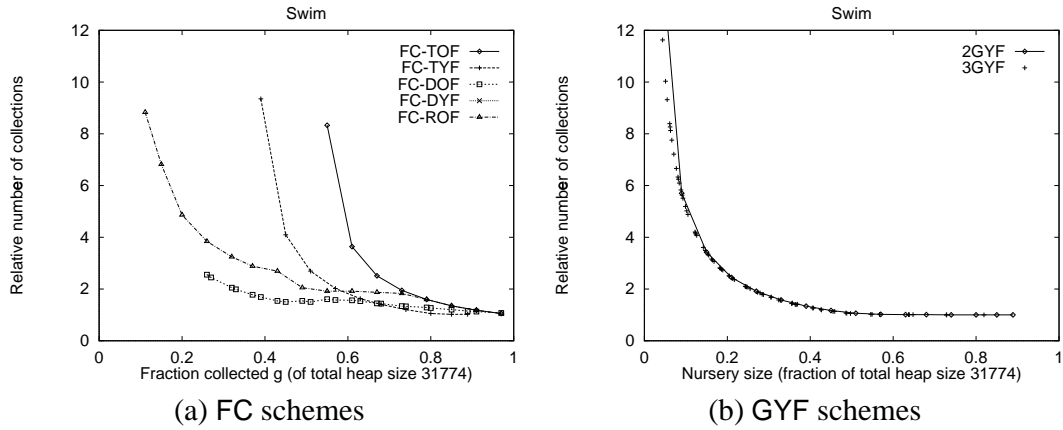 Swim
12
10
8
6
4
2
0
Relative number of collections
FC-TOF
FC-TYF
FC-DOF
FC-DYF
FC-ROF
0 0.2 0.4 0.6 0.8 1
Fraction collected g (of total heap size 31774)
(a) FC schemes
Swim
12
10
8
6
4
2
0
Relative number of collections
2GYF
3GYF
0 0.2 0.4 0.6 0.8 1
Nursery size (fraction of total heap size 31774)
(b) GYF schemes